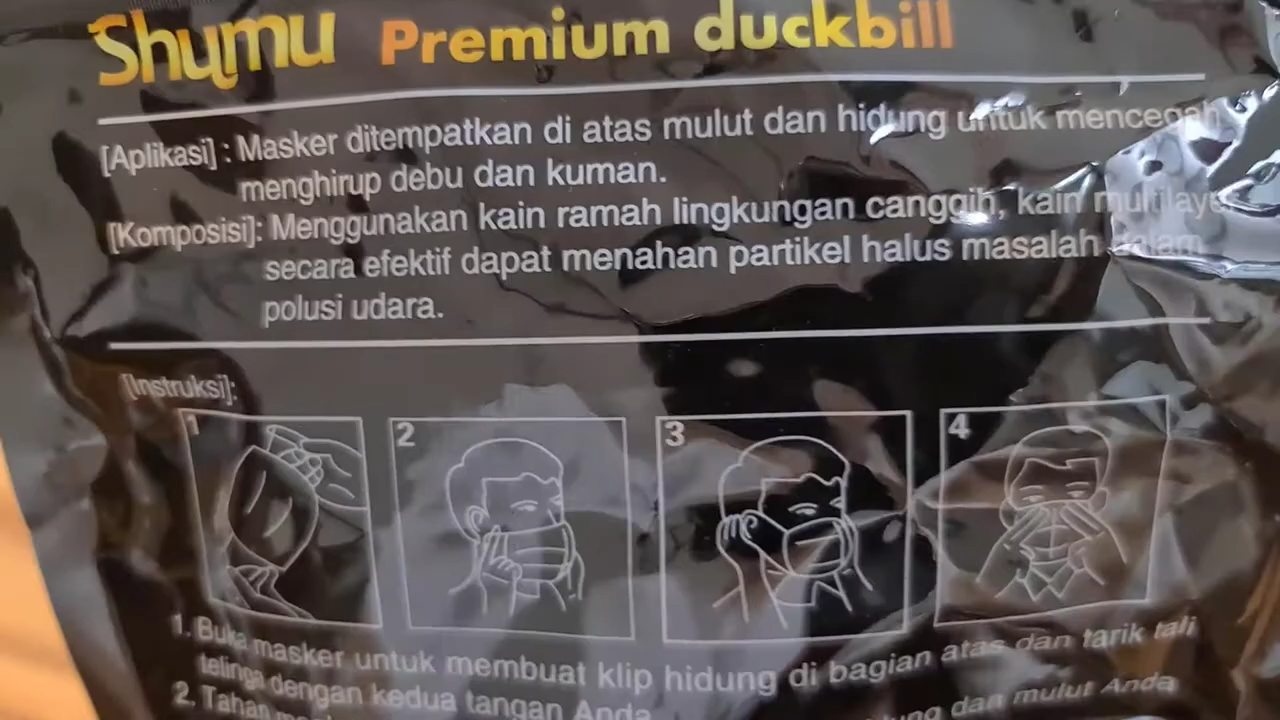 Shumu Premium duckbill
[Aplikasi] : Masker ditempatkan di atas mulut dan hidung untuk mencegah
menghirup debu dan kuman.
[Komposisi]: Menggunakan kain ramah lingkungan canggih, kain multilayer
secara efektif dapat menahan partikel halus masalah dalam
polusi udara.
[Instruksi]:
1 2 3 4
1. Buka masker untuk membuat klip hidung di bagian atas dan tarik tali
telinga dengan kedua tangan Anda
2. Tahan dan mulut Anda